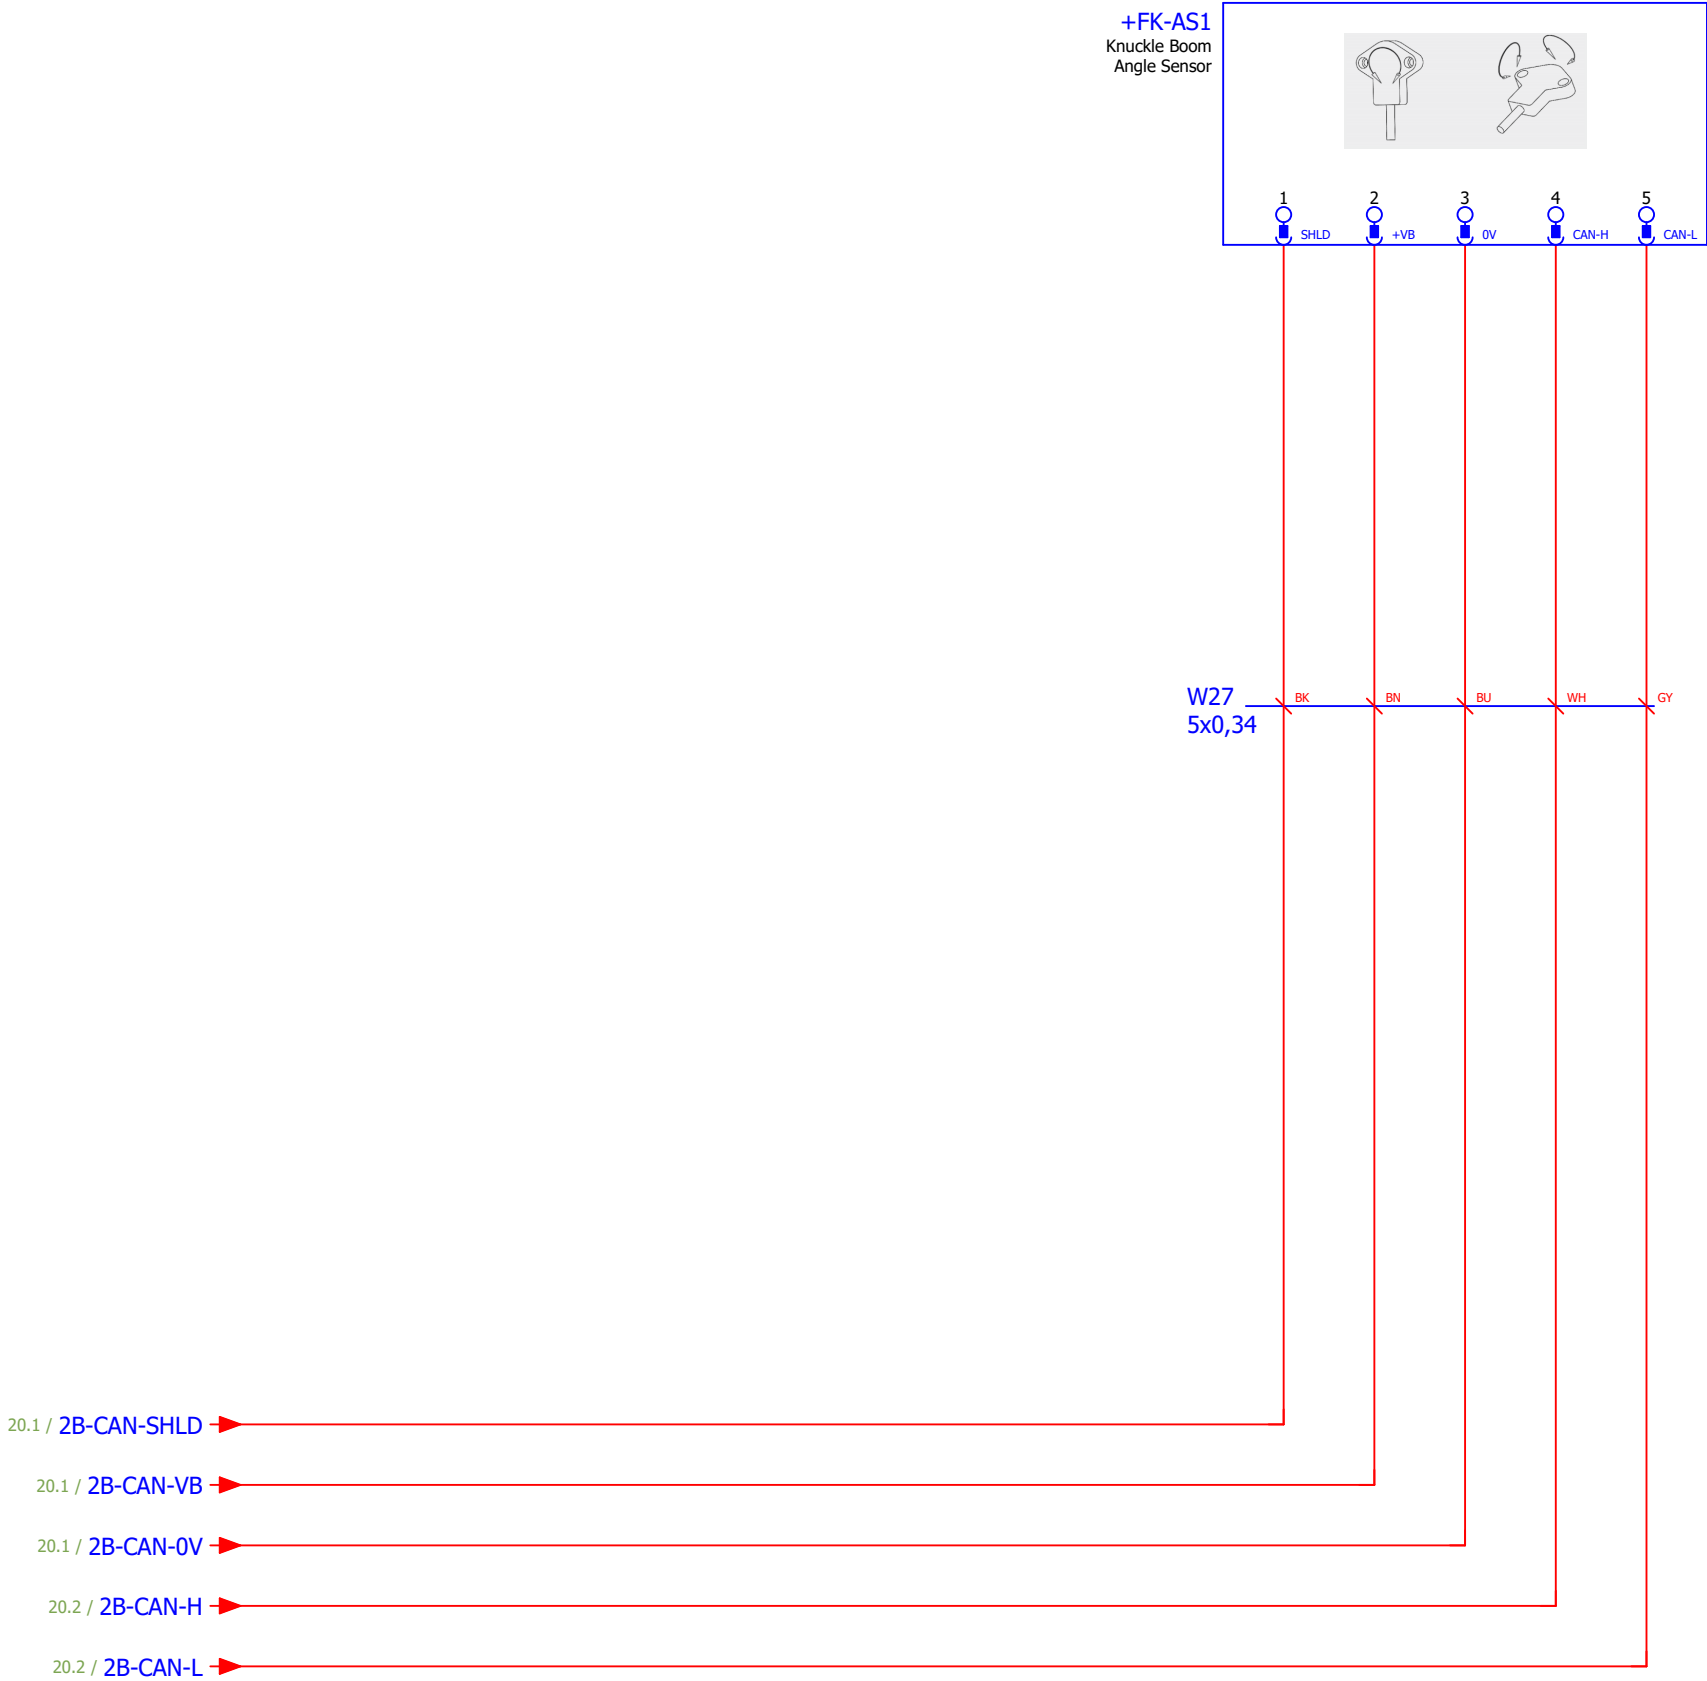 +FK-AS1
Knuckle Boom
Angle Sensor
1 2 3 4 5
SHLD +VB 0V CAN-H CAN-L
W27 BK BN BU WH GY
5x0,34
20.1 / 2B-CAN-SHLD
20.1 / 2B-CAN-VB
20.1 / 2B-CAN-0V
20.2 / 2B-CAN-H
20.2 / 2B-CAN-L